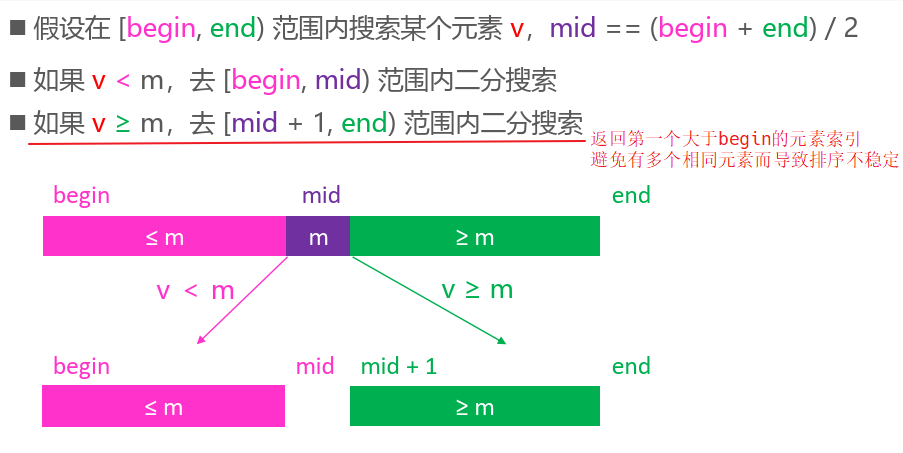 ■ 假设在 [begin, end) 范围内搜索某个元素 v，mid == (begin + end) / 2
■ 如果 v < m，去 [begin, mid) 范围内二分搜索
■ 如果 v ≥ m，去 [mid + 1, end) 范围内二分搜索
返回第一个大于begin的元素索引
避免有多个相同元素而导致排序不稳定
begin mid end
≤ m m ≥ m
v < m v ≥ m
begin mid mid + 1 end
≤ m ≥ m